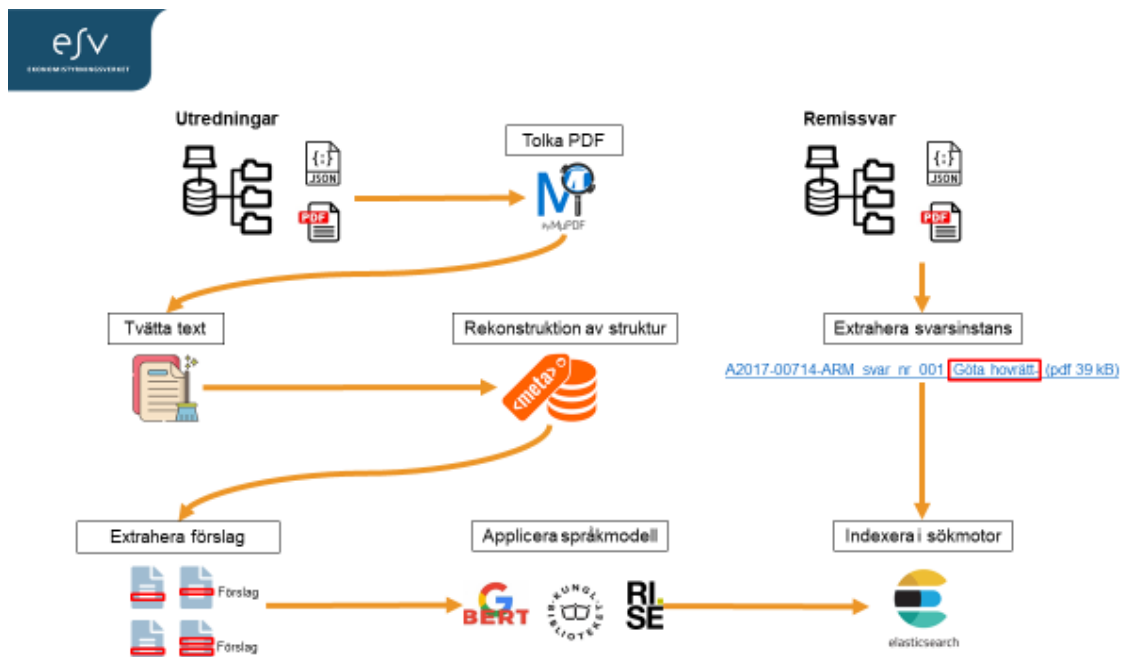 eſv
EKONOMISTYRNINGSVERKET
Utredningar
{:}
JSON
PDF
Tolka PDF
M
PyMuPDF
Remissvar
{:}
JSON
PDF
Tvätta text
Rekonstruktion av struktur
<meta>
Extrahera svarsinstans
A2017-00714-ARM svar nr 001 Göta hovrätt. (pdf 39 kB)
Extrahera förslag
Förslag
Förslag
Applicera språkmodell
G
BERT
KUNGL. BIBLIOTEKET
RI.
SE
Indexera i sökmotor
elasticsearch